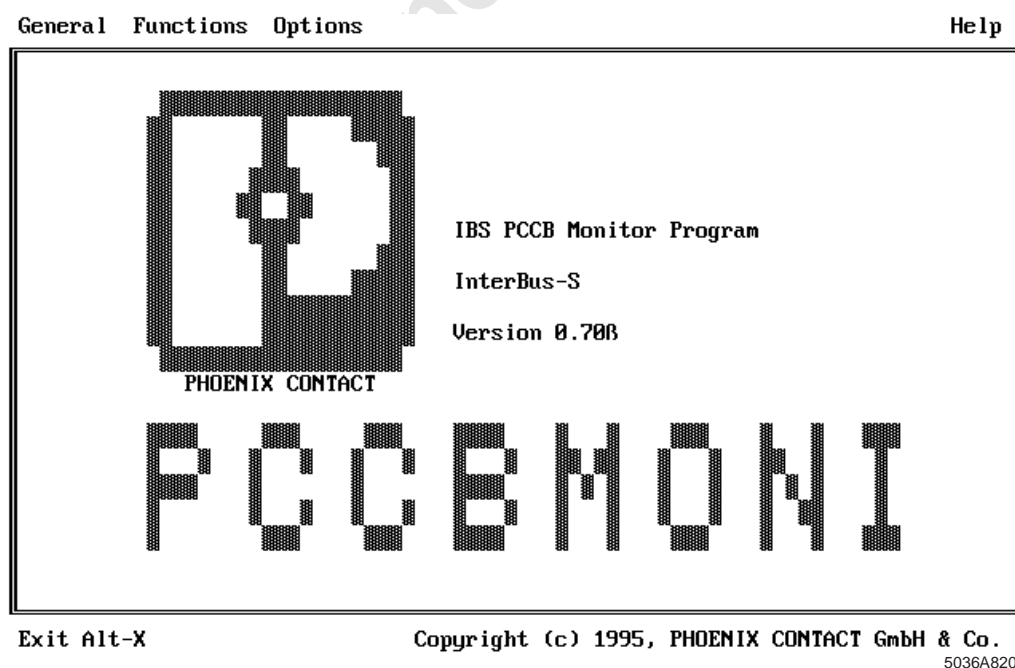 General Functions Options Help
IBS PCCB Monitor Program
InterBus-S
Version 0.70ß
PHOENIX CONTACT
PCCBMONI
Exit Alt-X Copyright (c) 1995, PHOENIX CONTACT GmbH & Co.
5036A820